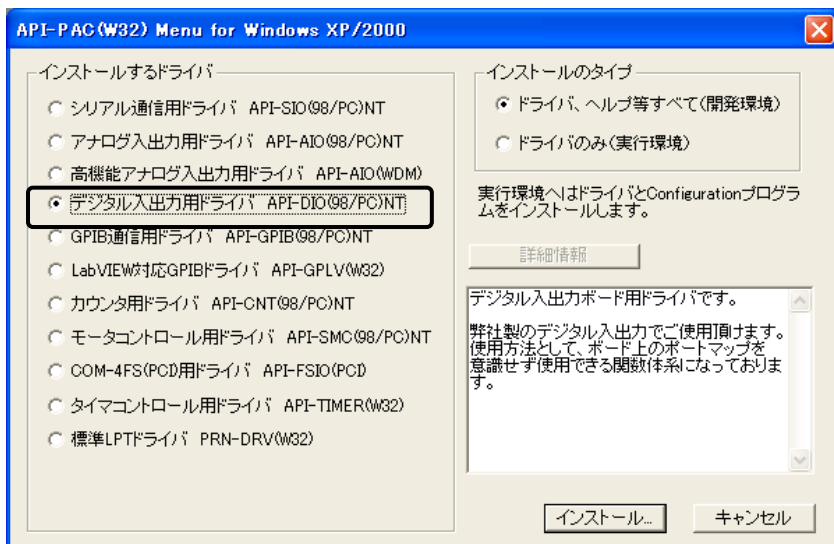 API-PAC(W32) Menu for Windows XP/2000
インストールするドライバ
シリアル通信用ドライバ API-SIO(98/PC)NT
アナログ入出力用ドライバ API-AIO(98/PC)NT
高機能アナログ入出力用ドライバ API-AIO(WDM)
デジタル入出力用ドライバ API-DIO(98/PC)NT
GPIB通信用ドライバ API-GPIB(98/PC)NT
LabVIEW対応GPIBドライバ API-GPLV(W32)
カウンタ用ドライバ API-CNT(98/PC)NT
モータコントロール用ドライバ API-SMC(98/PC)NT
COM-4FS(PCI)用ドライバ API-FSIO(PCI)
タイマコントロール用ドライバ API-TIMER(W32)
標準LPTドライバ PRN-DRV(W32)
インストールのタイプ
ドライバ、ヘルプ等すべて(開発環境)
ドライバのみ(実行環境)
実行環境へはドライバとConfigurationプログラ
ムをインストールします。
詳細情報
デジタル入出力ボード用ドライバです。
弊社製のデジタル入出力でご使用頂けます。
使用方法として、ボード上のポートマップを
意識せず使用できる関数体系になっておりま
す。
インストール...
キャンセル